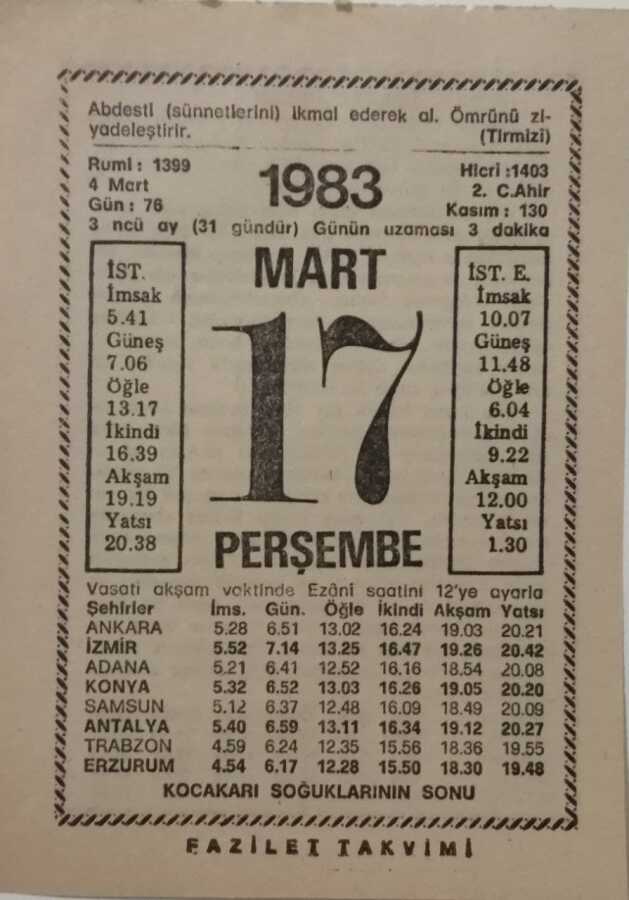 Abdesti (sünnetlerini) ikmal ederek al. Ömrünü zi-
yadeleştirir. (Tirmizi)
Rumi : 1399
4 Mart
Gün : 76
1983
Hicri :1403
2. C.Ahir
Kasım : 130
3 ncü ay (31 gündür) Günün uzaması 3 dakika
İST.
İmsak
5.41
Güneş
7.06
Öğle
13.17
İkindi
16.39
Akşam
19.19
Yatsı
20.38
MART
17
PERŞEMBE
İST. E.
İmsak
10.07
Güneş
11.48
Öğle
6.04
İkindi
9.22
Akşam
12.00
Yatsı
1.30
Vasati akşam vaktinde Ezâni saatini 12'ye ayarla
Şehirler İms. Gün. Öğle İkindi Akşam Yatsı
ANKARA 5.28 6.51 13.02 16.24 19.03 20.21
İZMİR 5.52 7.14 13.25 16.47 19.26 20.42
ADANA 5.21 6.41 12.52 16.16 18.54 20.08
KONYA 5.32 6.52 13.03 16.26 19.05 20.20
SAMSUN 5.12 6.37 12.48 16.09 18.49 20.09
ANTALYA 5.40 6.59 13.11 16.34 19.12 20.27
TRABZON 4.59 6.24 12.35 15.56 18.36 19.55
ERZURUM 4.54 6.17 12.28 15.50 18.30 19.48
KOCAKARI SOĞUKLARININ SONU
FAZİLET TAKVİMİ